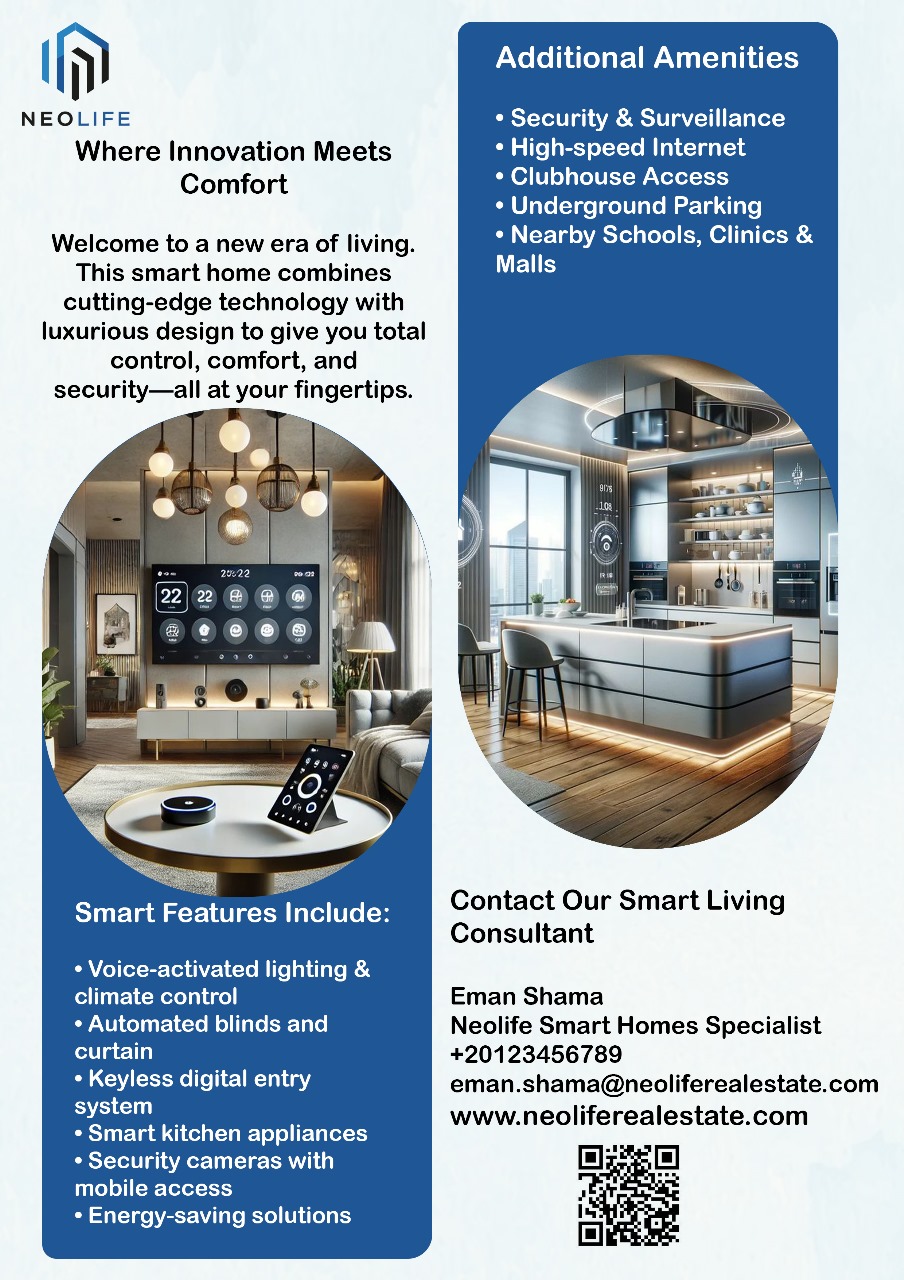 NEOLIFE
Where Innovation Meets
Comfort
Welcome to a new era of living.
This smart home combines
cutting-edge technology with
luxurious design to give you total
control, comfort, and
security—all at your fingertips.
22
22
Smart Features Include:
• Voice-activated lighting &
climate control
• Automated blinds and
curtain
• Keyless digital entry
system
• Smart kitchen appliances
• Security cameras with
mobile access
• Energy-saving solutions
Additional Amenities
• Security & Surveillance
• High-speed Internet
• Clubhouse Access
• Underground Parking
• Nearby Schools, Clinics &
Malls
Contact Our Smart Living
Consultant
Eman Shama
Neolife Smart Homes Specialist
+20123456789
eman.shama@neoliferealestate.com
www.neoliferealestate.com